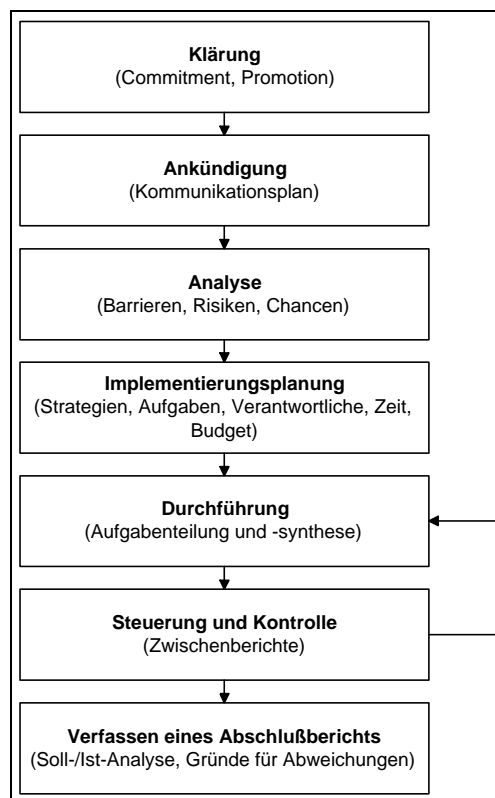 Klärung
(Commitment, Promotion)
Ankündigung
(Kommunikationsplan)
Analyse
(Barrieren, Risiken, Chancen)
Implementierungsplanung
(Strategien, Aufgaben, Verantwortliche, Zeit,
Budget)
Durchführung
(Aufgabenteilung und -synthese)
Steuerung und Kontrolle
(Zwischenberichte)
Verfassen eines Abschlußberichts
(Soll-/Ist-Analyse, Gründe für Abweichungen)